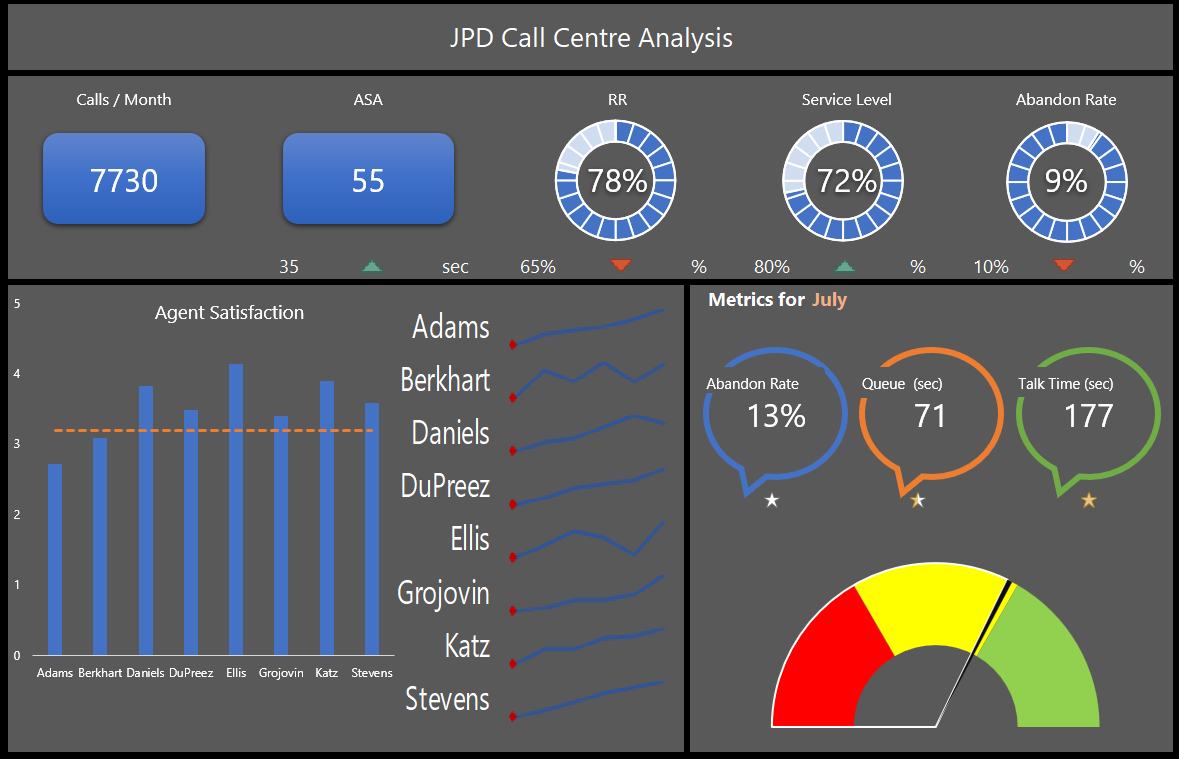 JPD Call Centre Analysis
Calls / Month
ASA
RR
Service Level
Abandon Rate
7730
55
78%
72%
9%
35
sec
65%
%
80%
%
10%
%
Agent Satisfaction
5
4
3
2
1
0
Adams Berkhart Daniels DuPreez Ellis Grojovin Katz Stevens
Adams
Berkhart
Daniels
DuPreez
Ellis
Grojovin
Katz
Stevens
Metrics for July
Abandon Rate
13%
Queue (sec)
71
Talk Time (sec)
177